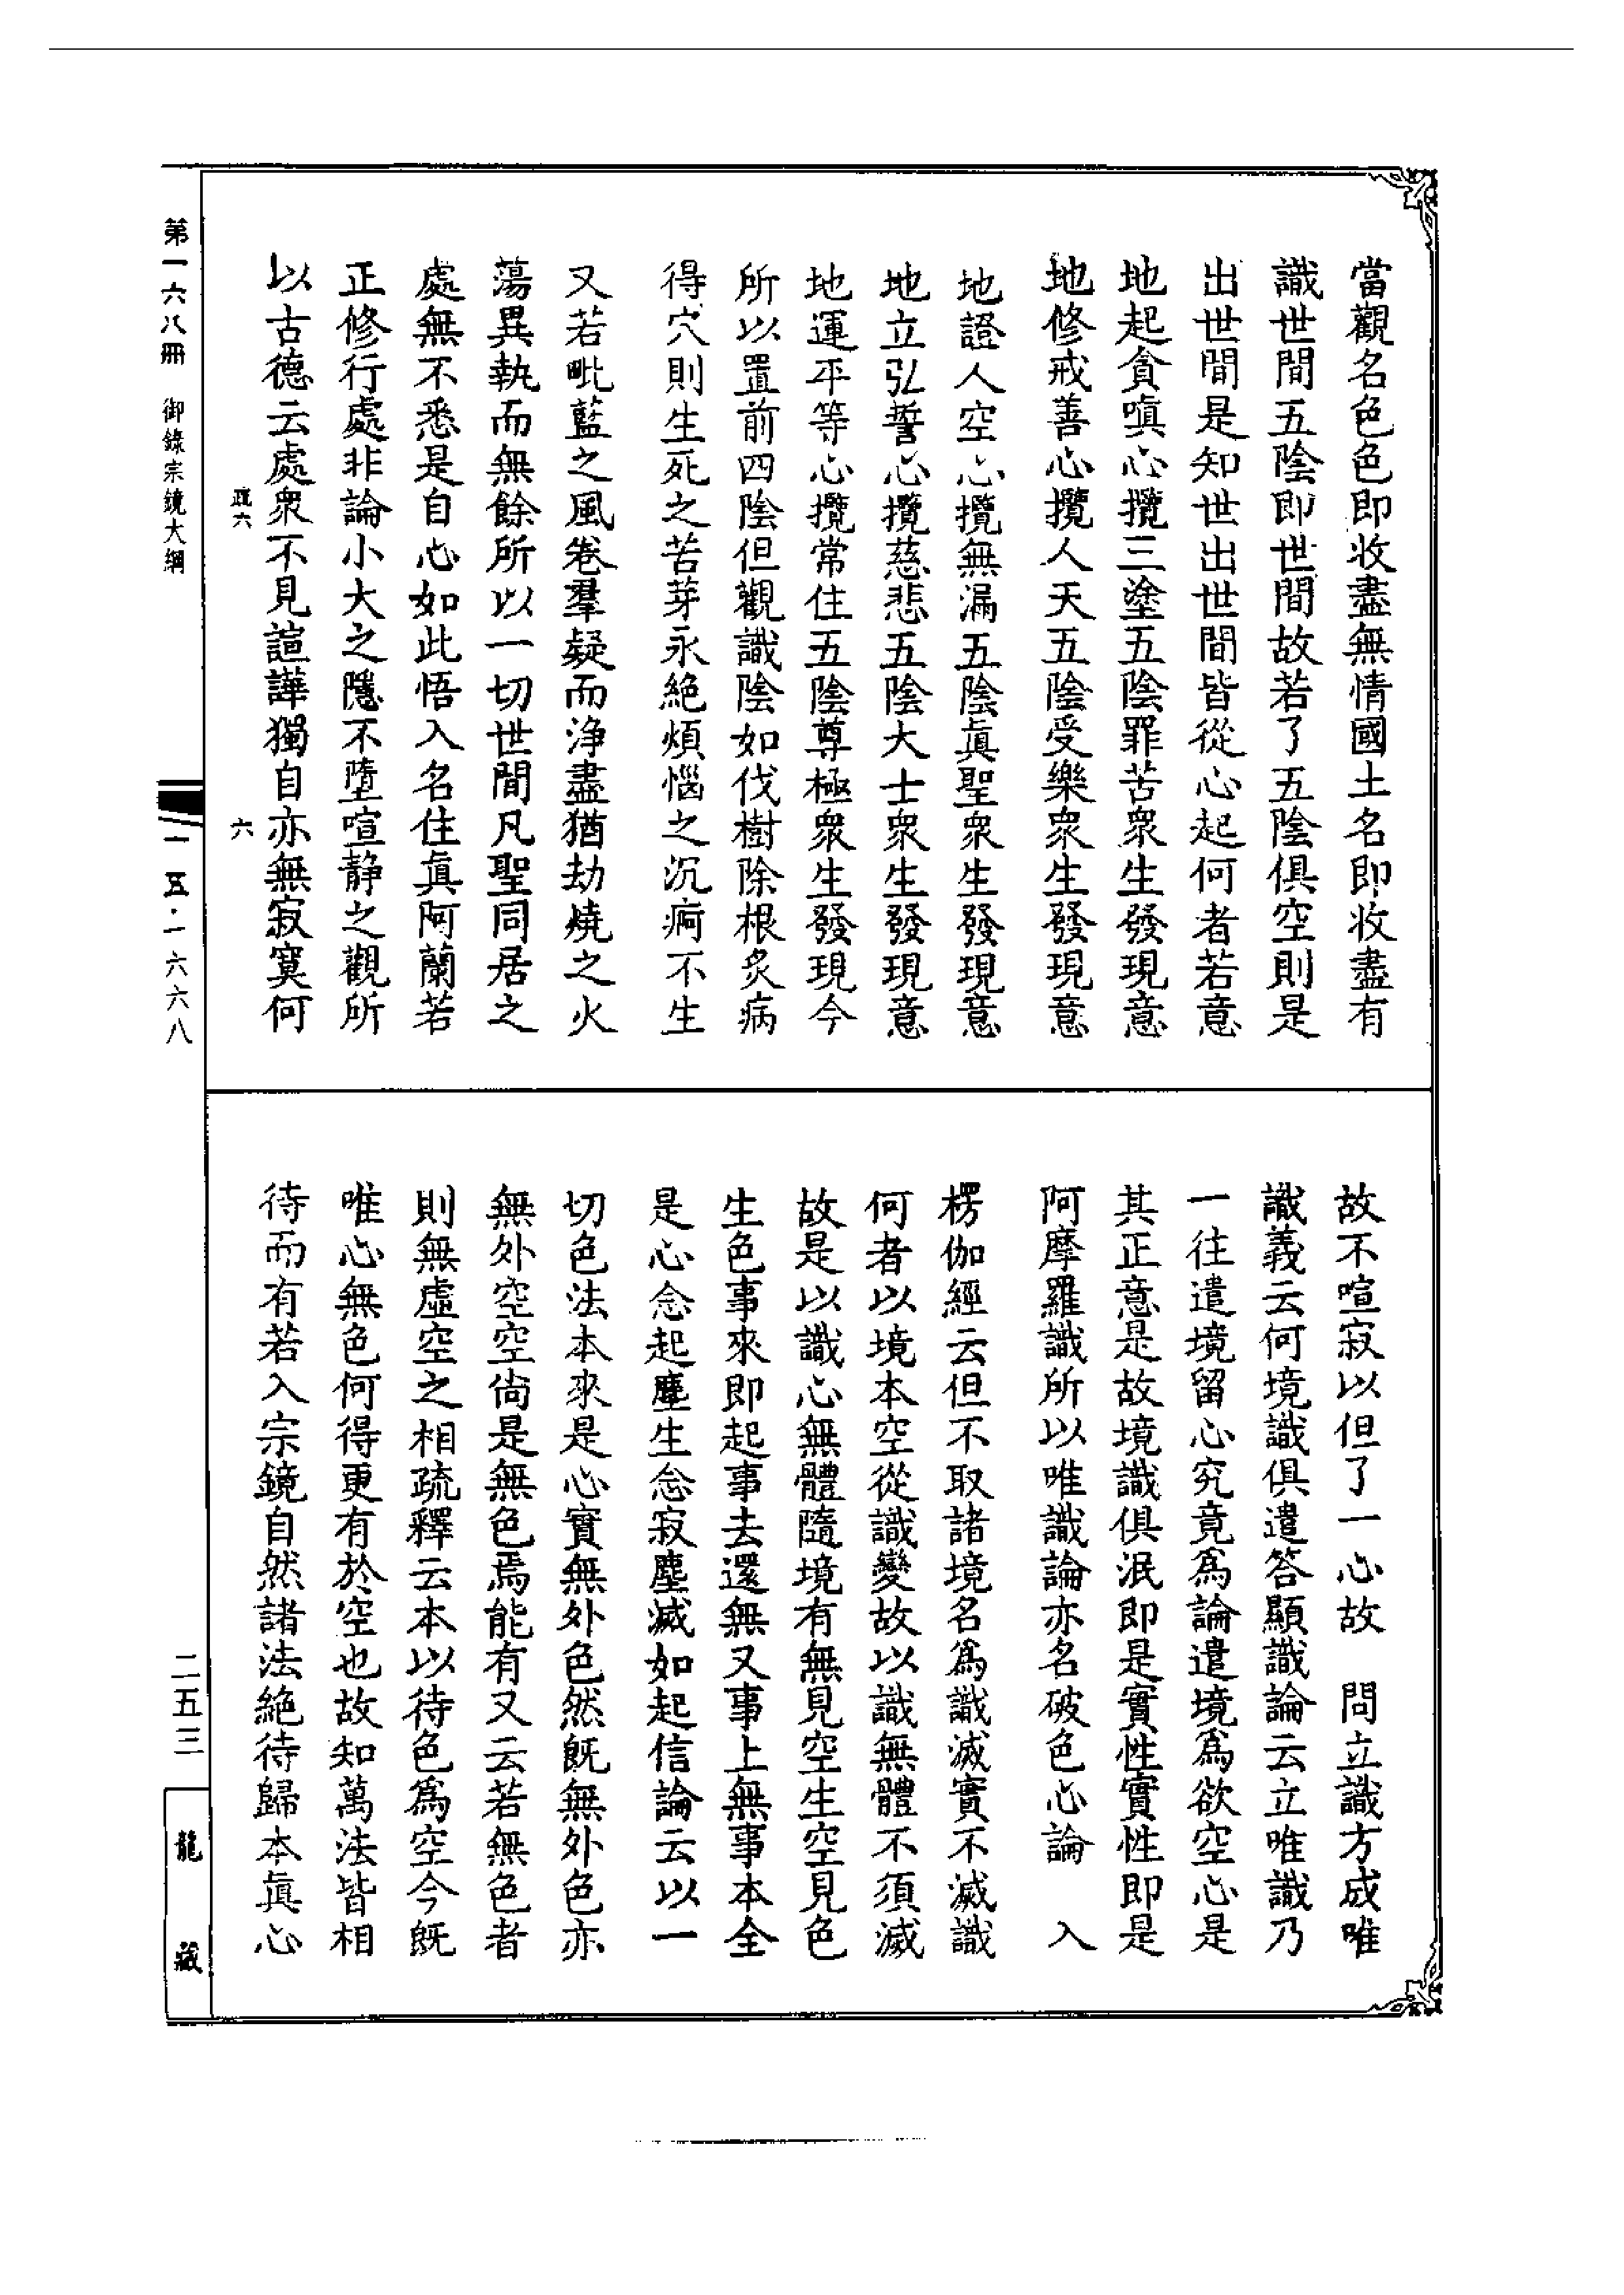 當觀名色色即收盡無情國土名即收盡有
識世間五陰即世間故若了五陰俱空則是
出世間是知世出世間皆從心起何者若意
地起貪嗔心攬三塗五陰罪苦衆生發現意
地修戒善心攬人天五陰受樂衆生發現意
地證人空心攬無漏五陰眞聖衆生發現意
地立弘誓心攬慈悲五陰大士衆生發現意
地運平等心攬常住五陰尊極衆生發現今
所以置前四陰但觀識陰如伐樹除根炙病
得穴則生死之苦芽永絶煩惱之沉痾不生
又若毗藍之風卷羣疑而淨盡猶劫燒之火
蕩異執而無餘所以一切世間凡聖同居之
處無不悉是自心如此悟入名住眞阿蘭若
正修行處非論小大之隱不墮喧靜之觀所
以古德云處衆不見諠譁獨自亦無寂寞何
故不喧寂以但了一心故　問立識方成唯
識義云何境識俱遣答顯識論云立唯識乃
一往遣境留心究竟爲論遣境爲欲空心是
其正意是故境識俱泯即是實性實性即是
阿摩羅識所以唯識論亦名破色心論　入
楞伽經云但不取諸境名爲識滅實不滅識
何者以境本空從識變故以識無體不須滅
故是以識心無體隨境有無見空生空見色
生色事來即起事去還無又事上無事本全
是心念起塵生念寂塵滅如起信論云以一
切色法本來是心實無外色然旣無外色亦
無外空空尚是無色焉能有又云若無色者
則無虛空之相疏釋云本以待色爲空今旣
唯心無色何得更有於空也故知萬法皆相
待而有若入宗鏡自然諸法絶待歸本眞心
第一六八冊　御錄宗鏡大綱
六
六
一一五·一六六八
二五三
龍藏